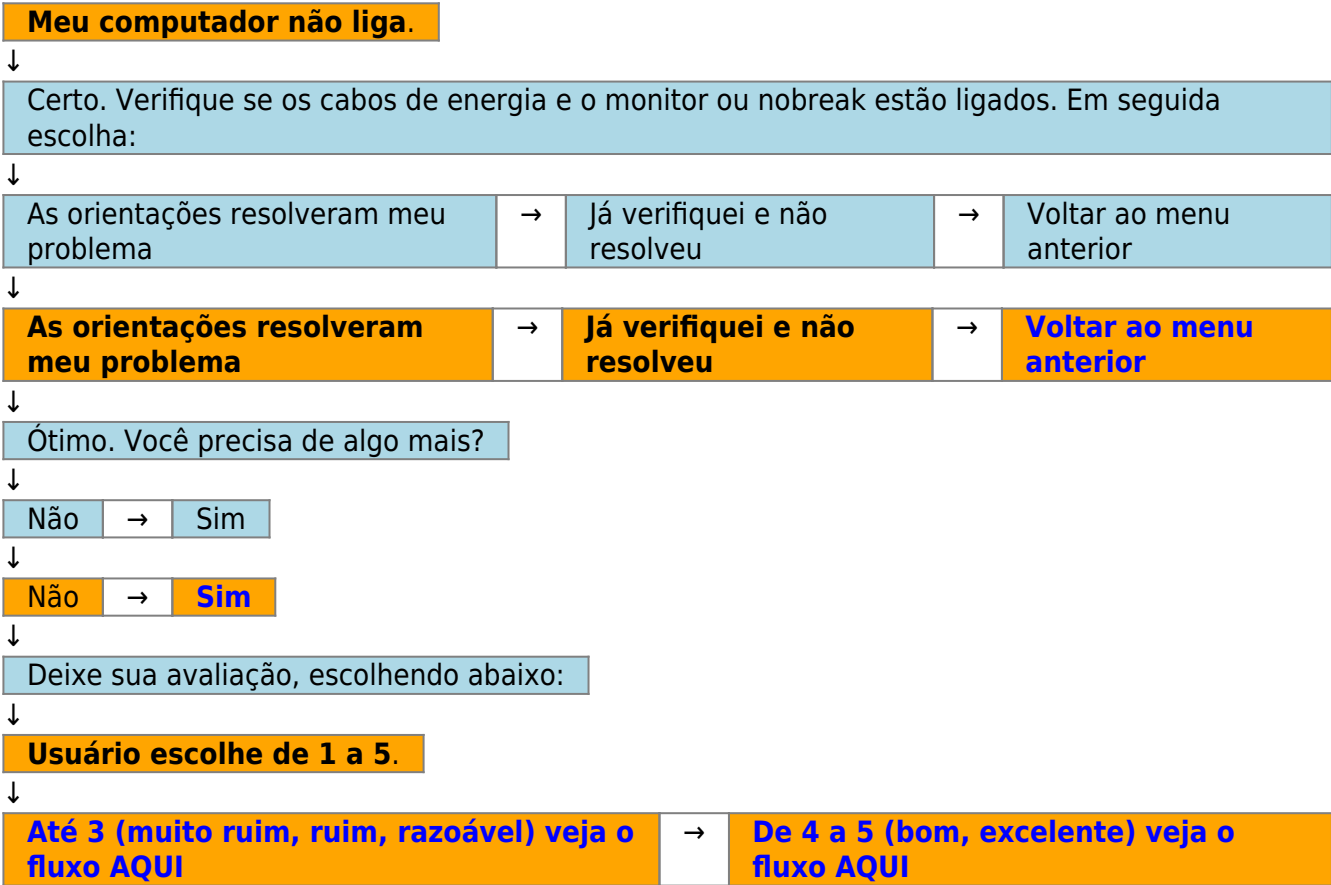 Meu computador não liga.
↓
Certo. Verifique se os cabos de energia e o monitor ou nobreak estão ligados. Em seguida
escolha:
↓
As orientações resolveram meu → Já verifiquei e não → Voltar ao menu
problema resolveu anterior
↓
As orientações resolveram → Já verifiquei e não → Voltar ao menu
meu problema resolveu anterior
↓
Ótimo. Você precisa de algo mais?
↓
Não → Sim
↓
Não → Sim
↓
Deixe sua avaliação, escolhendo abaixo:
↓
Usuário escolhe de 1 a 5.
↓
Até 3 (muito ruim, ruim, razoável) veja o → De 4 a 5 (bom, excelente) veja o
fluxo AQUI fluxo AQUI